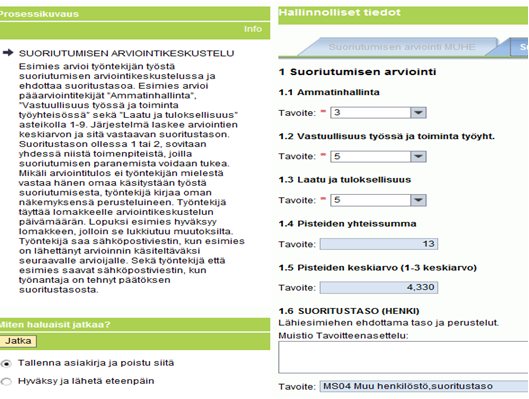 Prosessikuvaus
Info
SUORIUTUMISEN ARVIOINTIKESKUSTELU
Esimies arvioi työntekijän työstä
suoriutumisen arviointikeskustelussa ja
ehdottaa suoritustasoa. Esimies arvioi
pääarviointitekijät "Ammatinhallinta",
"Vastuullisuus työssä ja toiminta
työyhteisössä" sekä "Laatu ja tuloksellisuus"
asteikolla 1-9. Järjestelmä laskee arviointien
keskiarvon ja sitä vastaavan suoritustason.
Suoritustason ollessa 1 tai 2, sovitaan
yhdessä niistä toimenpiteistä, joilla
suoriutumisen paranemista voidaan tukea.
Mikäli arviointitulos ei työntekijän mielestä
vastaa hänen omaa käsitystään työstä
suoriutumisesta, työntekijä kirjaa oman
näkemyksensä perusteluineen. Työntekijä
täyttää lomakkeelle arviointikeskustelun
päivämäärän. Lopuksi esimies hyväksyy
lomakkeen, jolloin se lukkiutuu muutoksilta.
Työntekijä saa sähköpostiviestin, kun esimies
on lähettänyt arvioinnin käsiteltäväksi
seuraavalle arvioijalle. Sekä työntekijä että
esimies saavat sähköpostiviestin, kun
työnantaja on tehnyt päätöksen
suoritustasosta.
Miten haluaisit jatkaa?
Jatka
Tallenna asiakirja ja poistu siitä
Hyväksy ja lähetä eteenpäin
Hallinnolliset tiedot
Suoriutumisen arviointi MUHE
1 Suoriutumisen arviointi
1.1 Ammatinhallinta
Tavoite: * 3
1.2 Vastuullisuus työssä ja toiminta työyht.
Tavoite: * 5
1.3 Laatu ja tuloksellisuus
Tavoite: * 5
1.4 Pisteiden yhteissumma
Tavoite: 13
1.5 Pisteiden keskiarvo (1-3 keskiarvo)
Tavoite: 4,330
1.6 SUORITUSTASO (HENKI)
Lähiesimiehen ehdottama taso ja perustelut.
Muistio Tavoitteenasettelu:
Tavoite: MS04 Muu henkilöstö,suoritustaso